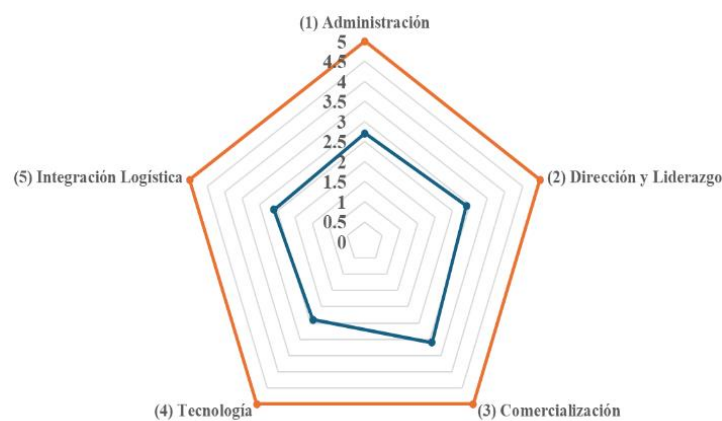 (1) Administración
5
4.5
4
3.5
3
2.5
2
1.5
1
0.5
0
(5) Integración Logística
(2) Dirección y Liderazgo
(4) Tecnología
(3) Comercialización